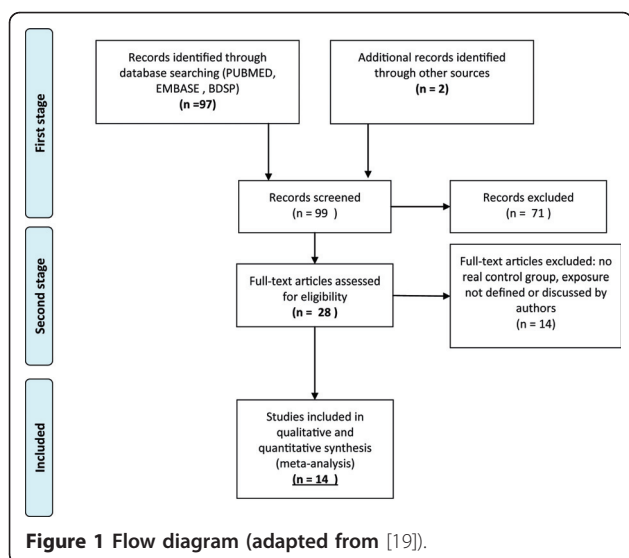 First stage
Records identified through
database searching (PUBMED,
EMBASE , BDSP)
(n =97)
Additional records identified
through other sources
(n = 2)
Records screened
(n = 99 )
Records excluded
(n = 71 )
Second stage
Full-text articles assessed
for eligibility
(n = 28 )
Full-text articles excluded: no
real control group, exposure
not defined or discussed by
authors
(n = 14)
Included
Studies included in
qualitative and
quantitative synthesis
(meta-analysis)
(n = 14 )
Figure 1 Flow diagram (adapted from [19]).